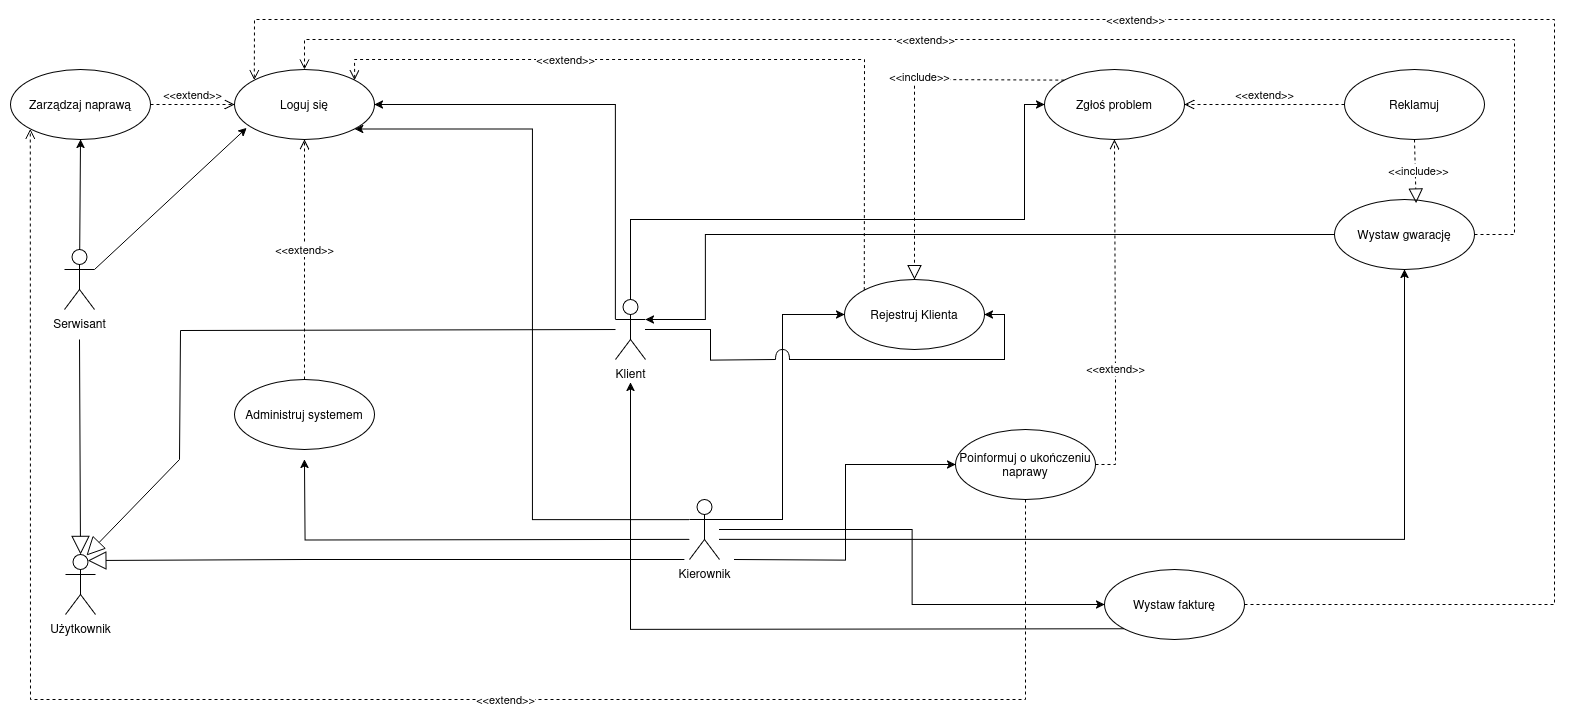 <<extend>>
<<extend>>
<<extend>>
<<include>>
Zarządzaj naprawą
<<extend>>
Loguj się
Zgłoś problem
<<extend>>
Reklamuj
<<include>>
Wystaw gwarację
<<extend>>
Rejestruj Klienta
Serwisant
Klient
<<extend>>
Administruj systemem
Poinformuj o ukończeniu
naprawy
Kierownik
Wystaw fakturę
Użytkownik
<<extend>>